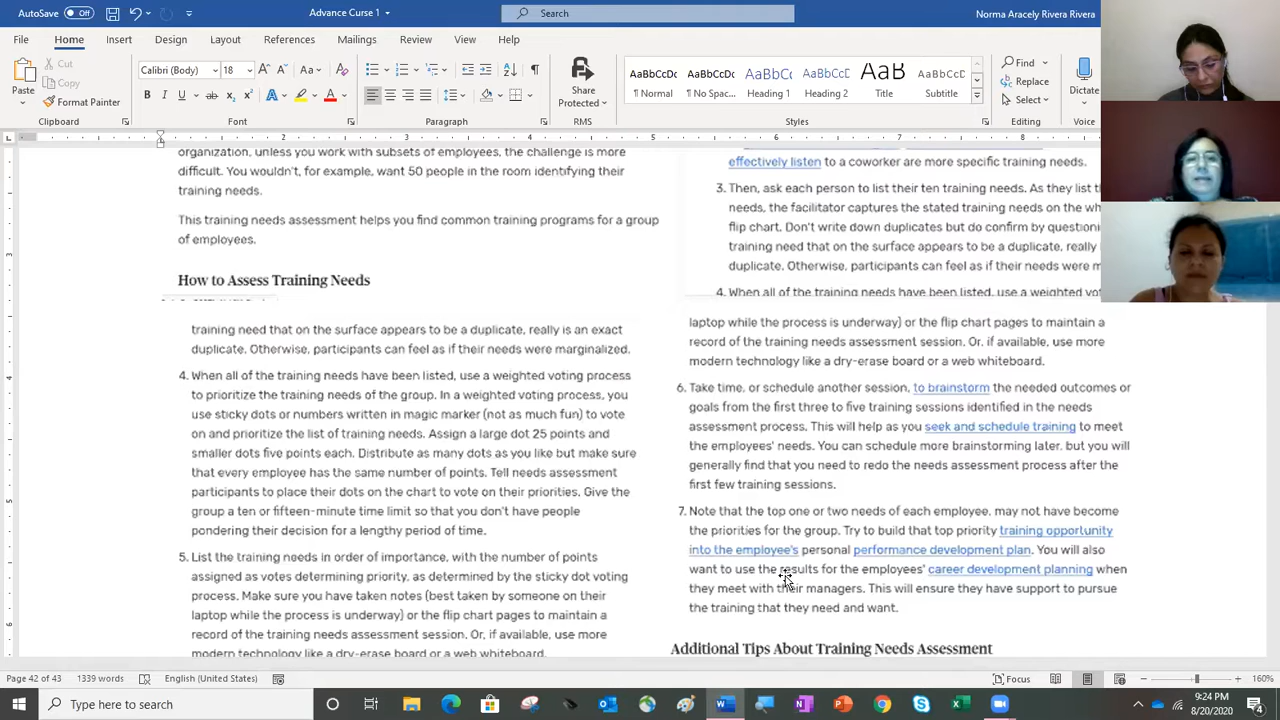 AutoSave
Off
Advance Curse 1
Search
Norma Aracely Rivera Rivera
File
Home
Insert
Design
Layout
References
Mailings
Review
View
Help
Paste
Cut
Copy
Format Painter
Clipboard
Calibri (Body)
18
Font
Paragraph
Share
Protected
RMS
AaBbCcDc
¶ Normal
AaBbCcDc
¶ No Spac...
AaBbCc
Heading 1
AaBbCcC
Heading 2
AaB
Title
AaBbCcD
Subtitle
Styles
Find
Replace
Select
Editing
Dictate
Voice
organization, unless you work with subsets of employees, the challenge is more
difficult. You wouldn't, for example, want 50 people in the room identifying their
training needs.
This training needs assessment helps you find common training programs for a group
of employees.
How to Assess Training Needs
training need that on the surface appears to be a duplicate, really is an exact
duplicate. Otherwise, participants can feel as if their needs were marginalized.
4. When all of the training needs have been listed, use a weighted voting process
to prioritize the training needs of the group. In a weighted voting process, you
use sticky dots or numbers written in magic marker (not as much fun) to vote
on and prioritize the list of training needs. Assign a large dot 25 points and
smaller dots five points each. Distribute as many dots as you like but make sure
that every employee has the same number of points. Tell needs assessment
participants to place their dots on the chart to vote on their priorities. Give the
group a ten or fifteen-minute time limit so that you don't have people
pondering their decision for a lengthy period of time.
5. List the training needs in order of importance, with the number of points
assigned as votes determining priority, as determined by the sticky dot voting
process. Make sure you have taken notes (best taken by someone on their
laptop while the process is underway) or the flip chart pages to maintain a
record of the training needs assessment session. Or, if available, use more
modern technology like a dry-erase board or a web whiteboard.
effectively listen to a coworker are more specific training needs.
3. Then, ask each person to list their ten training needs. As they list t
needs, the facilitator captures the stated training needs on the wh
flip chart. Don't write down duplicates but do confirm by questioni
training need that on the surface appears to be a duplicate, really
duplicate. Otherwise, participants can feel as if their needs were m
4. When all of the training needs have been listed, use a weighted vo
laptop while the process is underway) or the flip chart pages to maintain a
record of the training needs assessment session. Or, if available, use more
modern technology like a dry-erase board or a web whiteboard.
6. Take time, or schedule another session, to brainstorm the needed outcomes or
goals from the first three to five training sessions identified in the needs
assessment process. This will help as you seek and schedule training to meet
the employees' needs. You can schedule more brainstorming later, but you will
generally find that you need to redo the needs assessment process after the
first few training sessions.
7. Note that the top one or two needs of each employee, may not have become
the priorities for the group. Try to build that top priority training opportunity
into the employee's personal performance development plan. You will also
want to use the results for the employees' career development planning when
they meet with their managers. This will ensure they have support to pursue
the training that they need and want.
Additional Tips About Training Needs Assessment
Page 42 of 43
1339 words
English (United States)
Focus
160%
Type here to search
9:24 PM
8/20/2020